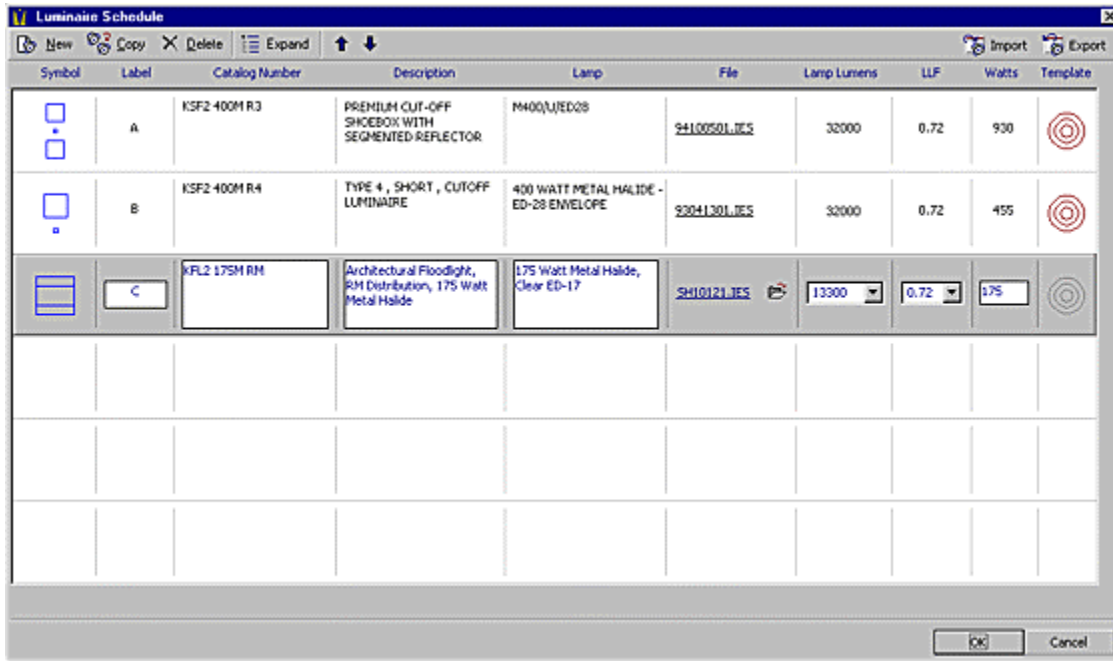 Luminaire Schedule
New Copy Delete Expand Import Export
Symbol Label Catalog Number Description Lamp File Lamp Lumens LLF Watts Template
A
KSF2 400M R3
PREMIUM CUT-OFF
SHOEBOX WITH
SEGMENTED REFLECTOR
M400/U/ED28
94100501.IES
32000
0.72
930
B
KSF2 400M R4
TYPE 4 , SHORT , CUTOFF
LUMINAIRE
400 WATT METAL HALIDE -
ED-28 ENVELOPE
93041301.IES
32000
0.72
455
C
KFL2 175M RM
Architectural Floodlight,
RM Distribution, 175 Watt
Metal Halide
175 Watt Metal Halide,
Clear ED-17
SH10121.IES
13300
0.72
175
OK Cancel